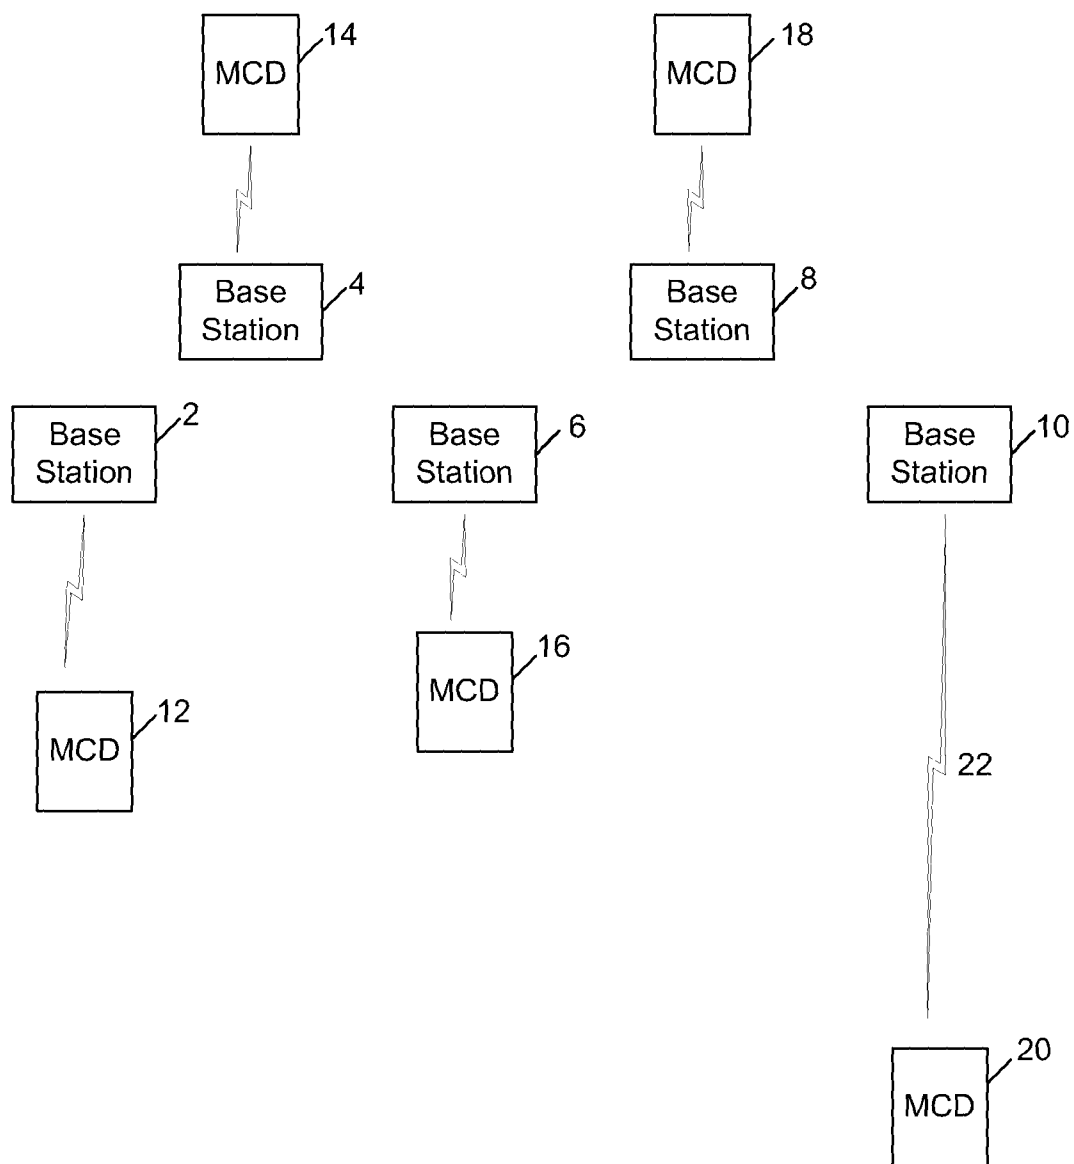 14
MCD
18
MCD
4
Base
Station
8
Base
Station
2
Base
Station
6
Base
Station
10
Base
Station
16
MCD
12
MCD
22
20
MCD